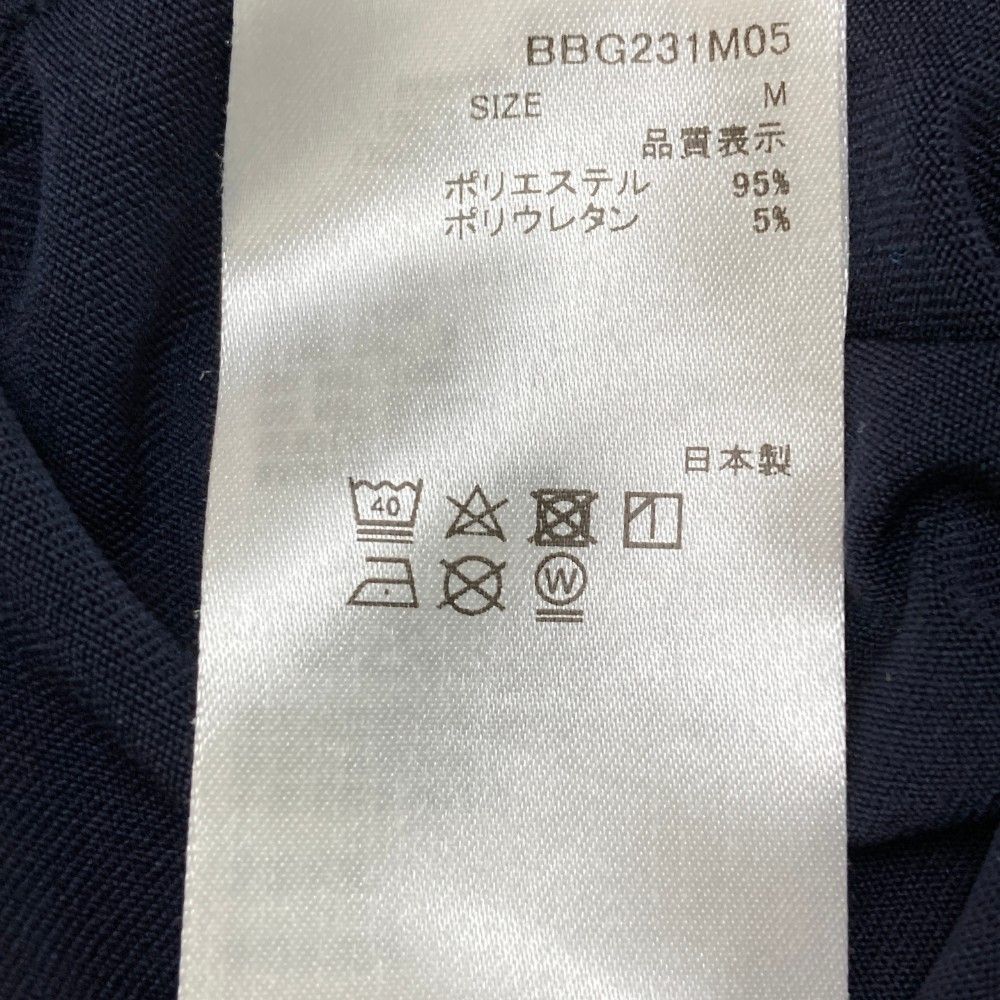 BBG231M05
SIZE M
品質表示
ポリエステル 95%
ポリウレタン 5%
日本製
40
W